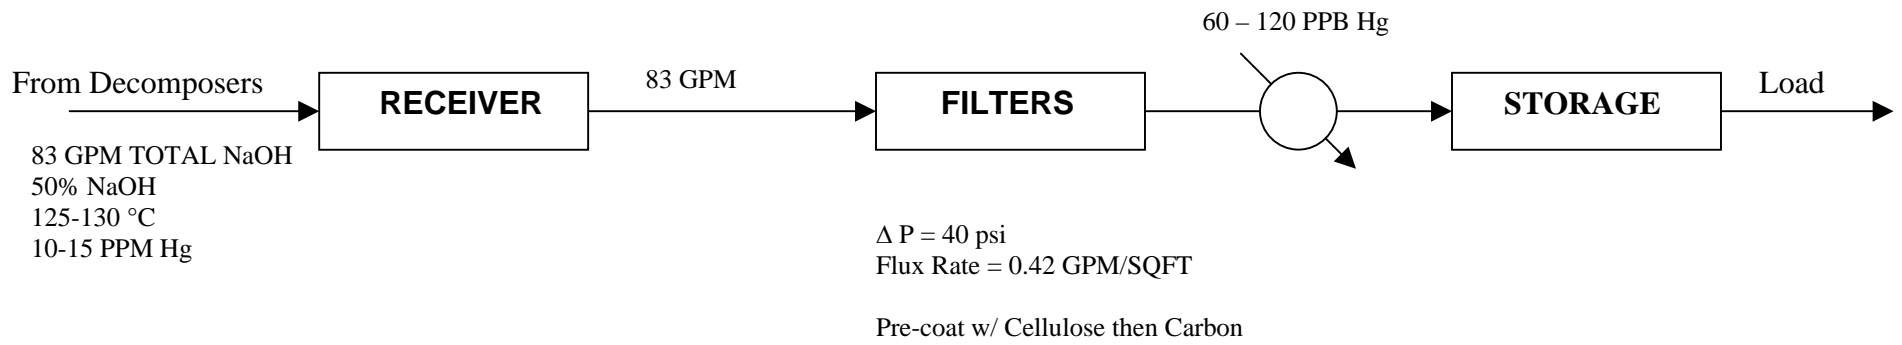 60 – 120 PPB Hg
From Decomposers
RECEIVER
83 GPM
FILTERS
STORAGE
Load
83 GPM TOTAL NaOH
50% NaOH
125-130 °C
10-15 PPM Hg
Δ P = 40 psi
Flux Rate = 0.42 GPM/SQFT
Pre-coat w/ Cellulose then Carbon